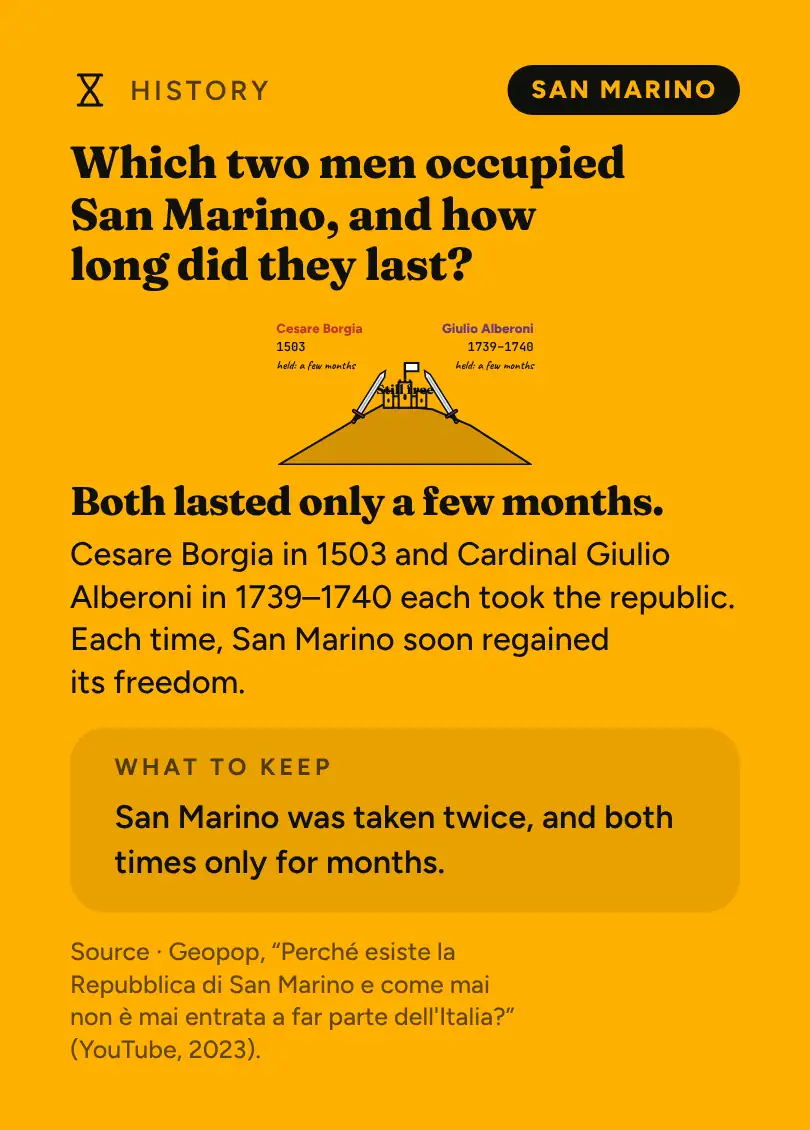 HISTORY
SAN MARINO
Which two men occupied
San Marino, and how
long did they last?
Cesare Borgia
1503
held: a few months
Giulio Alberoni
1739–1740
held: a few months
Still free
Both lasted only a few months.
Cesare Borgia in 1503 and Cardinal Giulio
Alberoni in 1739–1740 each took the republic.
Each time, San Marino soon regained
its freedom.
WHAT TO KEEP
San Marino was taken twice, and both
times only for months.
Source · Geopop, “Perché esiste la
Repubblica di San Marino e come mai
non è mai entrata a far parte dell'Italia?”
(YouTube, 2023).